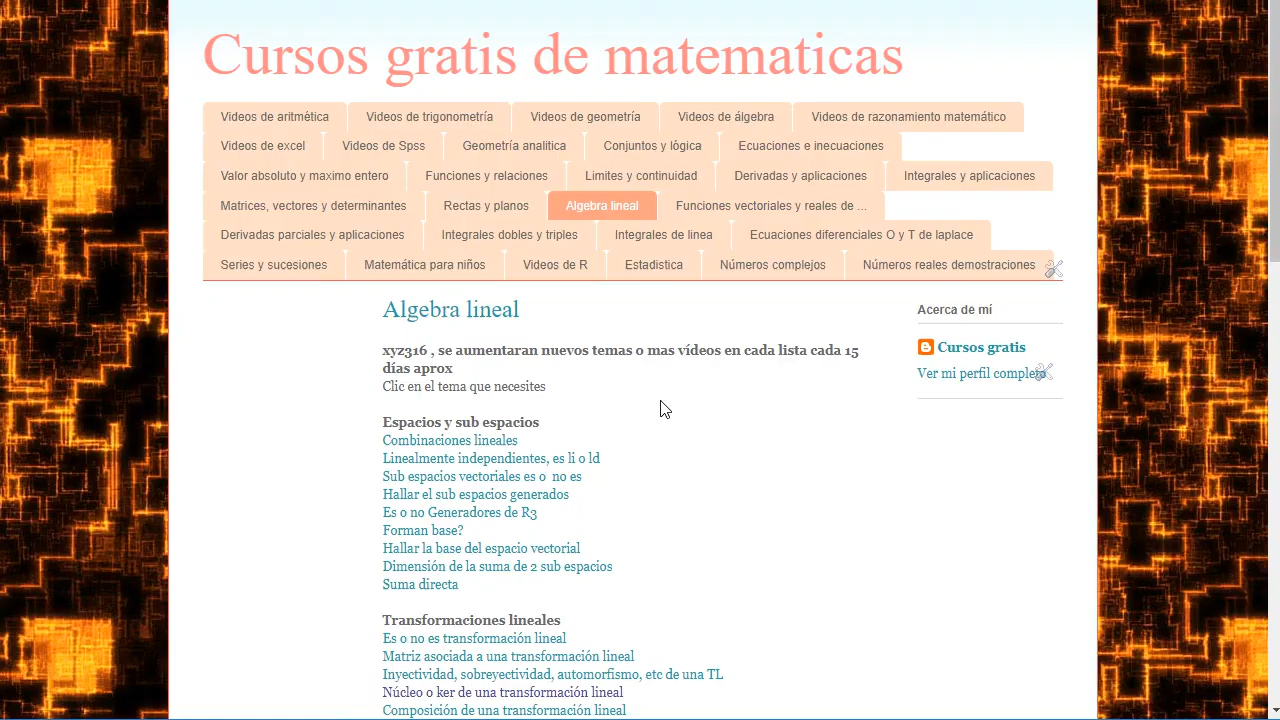 Cursos gratis de matematicas
Videos de aritmética Videos de trigonometría Videos de geometría Videos de álgebra Videos de razonamiento matemático
Videos de excel Videos de Spss Geometría analitica Conjuntos y lógica Ecuaciones e inecuaciones
Valor absoluto y maximo entero Funciones y relaciones Limites y continuidad Derivadas y aplicaciones Integrales y aplicaciones
Matrices, vectores y determinantes Rectas y planos Algebra lineal Funciones vectoriales y reales de ...
Derivadas parciales y aplicaciones Integrales dobles y triples Integrales de linea Ecuaciones diferenciales O y T de laplace
Series y sucesiones Matemática para niños Videos de R Estadistica Números complejos Números reales demostraciones
Algebra lineal
xyz316 , se aumentaran nuevos temas o mas vídeos en cada lista cada 15
días aprox
Clic en el tema que necesites
Espacios y sub espacios
Combinaciones lineales
Linealmente independientes, es li o ld
Sub espacios vectoriales es o no es
Hallar el sub espacios generados
Es o no Generadores de R3
Forman base?
Hallar la base del espacio vectorial
Dimensión de la suma de 2 sub espacios
Suma directa
Transformaciones lineales
Es o no es transformación lineal
Matriz asociada a una transformación lineal
Inyectividad, sobreyectividad, automorfismo, etc de una TL
Núcleo o ker de una transformación lineal
Composición de una transformación lineal
Acerca de mí
Cursos gratis
Ver mi perfil completo